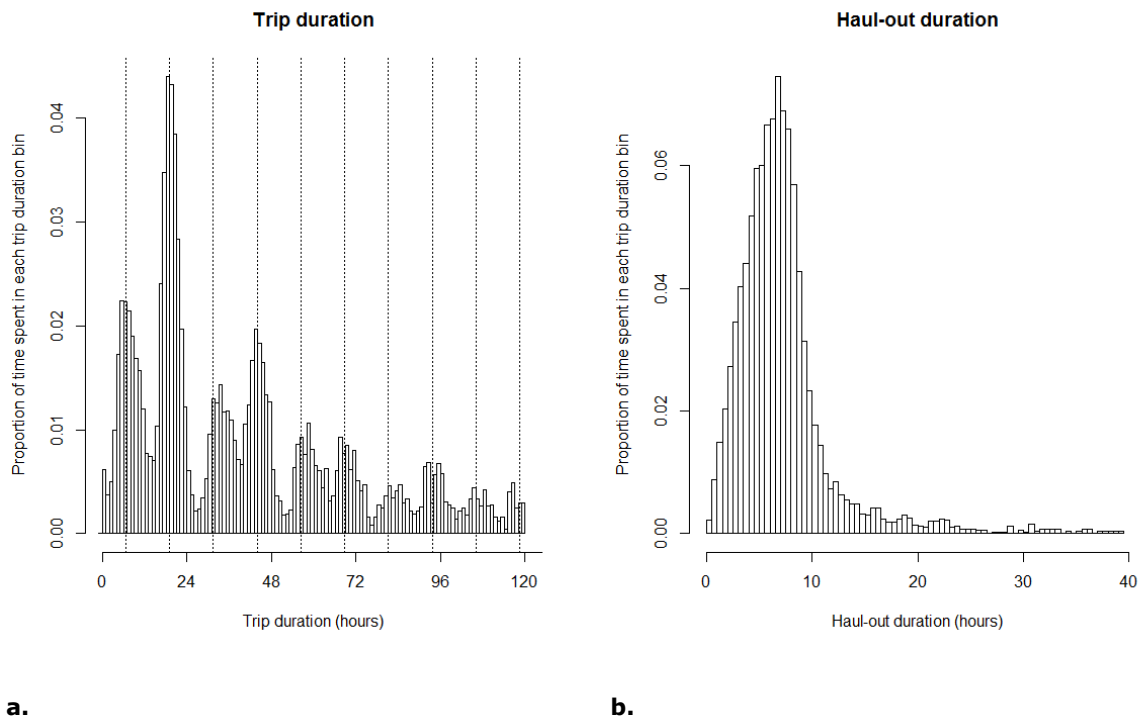 Trip duration
Proportion of time spent in each trip duration bin
0.04
0.03
0.02
0.01
0.00
0 24 48 72 96 120
Trip duration (hours)
a.
Haul-out duration
Proportion of time spent in each trip duration bin
0.06
0.04
0.02
0.00
0 10 20 30 40
Haul-out duration (hours)
b.